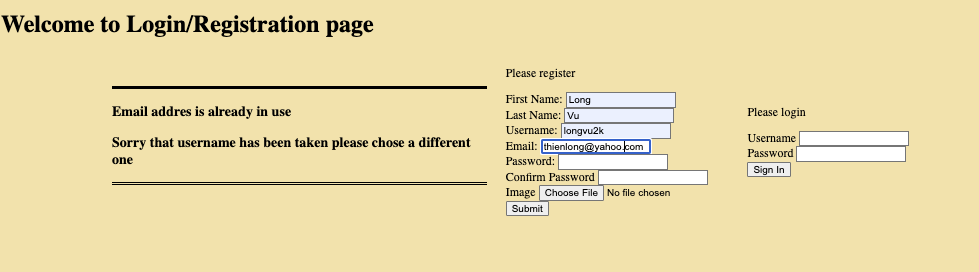 Welcome to Login/Registration page
Email addres is already in use
Sorry that username has been taken please chose a different
one
Please register
First Name: Long
Last Name: Vu
Username: longvu2k
Email: thienlong@yahoo.com
Password:
Confirm Password
Image Choose File No file chosen
Submit
Please login
Username
Password
Sign In